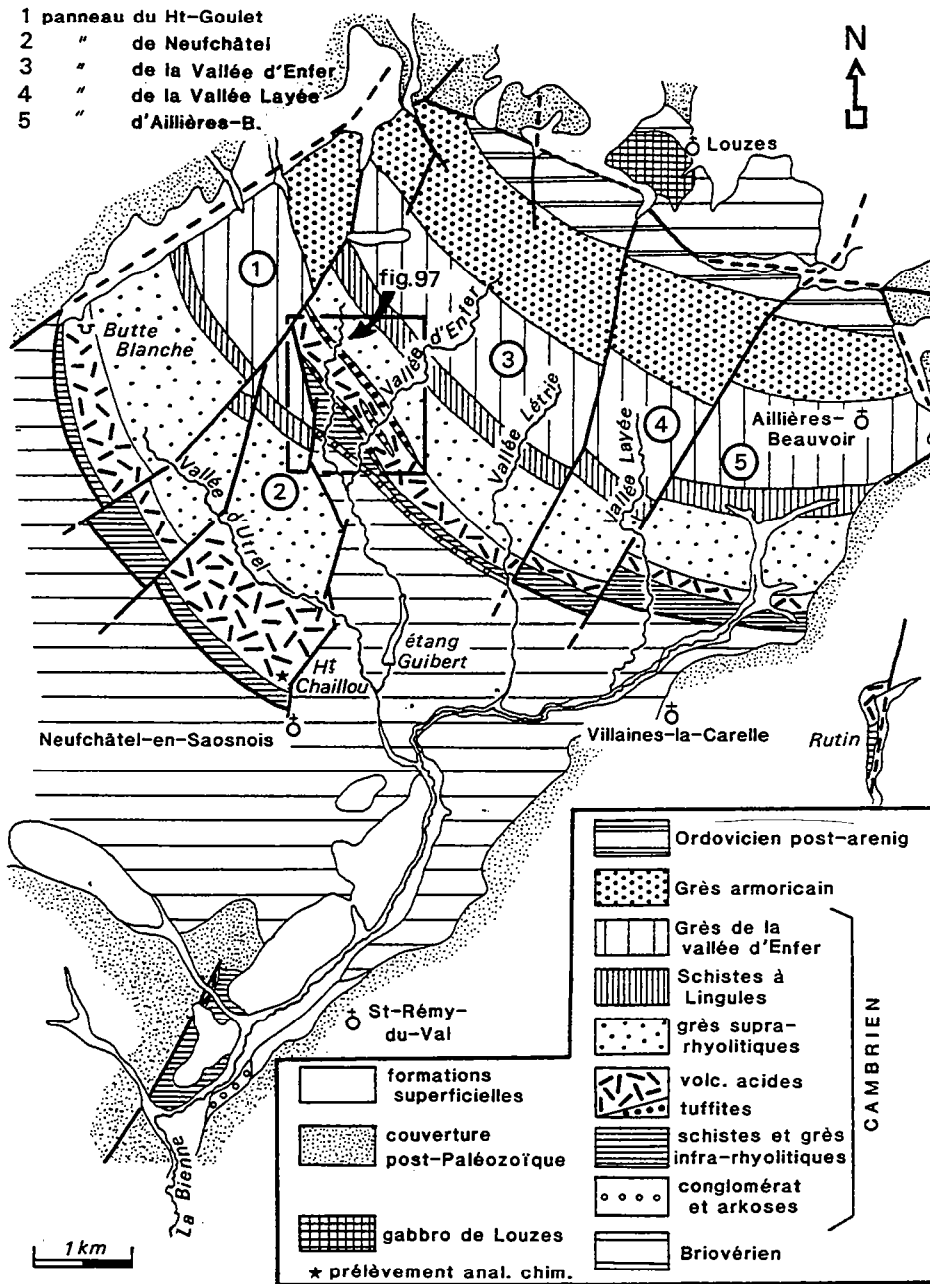 1 panneau du Ht-Goulet
2 " de Neufchâtel
3 " de la Vallée d'Enfer
4 " de la Vallée Layée
5 " d'Aillières-B.
N
Louzes
1
fig.97
Butte
Blanche
Vallée d'Enfer
3
Vallée Létrie
4
Aillières-
Beauvoir
5
Vallée Layée
2
Vallée
d'Utrel
étang
Guibert
Ht
Chaillou
Neufchâtel-en-Saosnois
Villaines-la-Carelle
Rutin
St-Rémy-
du-Val
La Bienne
1 km
Ordovicien post-arenig
Grès armoricain
Grès de la
vallée d'Enfer
Schistes à
Lingules
grès supra-
rhyolitiques
volc. acides
tuffites
schistes et grès
infra-rhyolitiques
conglomérat
et arkoses
Briovérien
CAMBRIEN
formations
superficielles
couverture
post-Paléozoïque
gabbro de Louzes
★ prélèvement anal. chim.